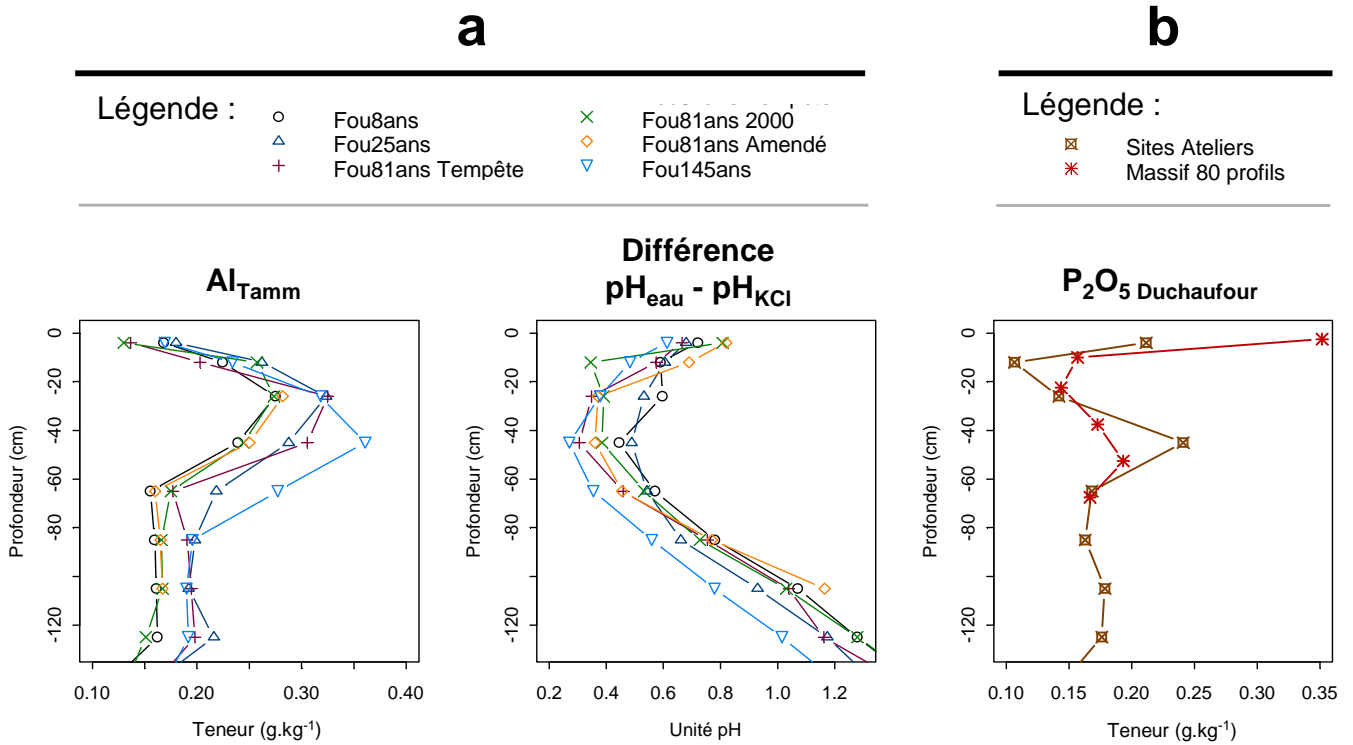 a
b
Légende :
Fou8ans
Fou25ans
Fou81ans Tempête
Fou81ans 2000
Fou81ans Amendé
Fou145ans
Légende :
Sites Ateliers
Massif 80 profils
Al Tamm
Différence
pHeau - pHKCl
P2O5 Duchaufour
Profondeur (cm)
0
-20
-40
-60
-80
-120
0.10
0.20
0.30
0.40
Teneur (g.kg-1)
Profondeur (cm)
0
-20
-40
-60
-80
-120
0.2
0.4
0.6
0.8
1.0
1.2
Unité pH
Profondeur (cm)
0
-20
-40
-60
-80
-120
0.10
0.15
0.20
0.25
0.30
0.35
Teneur (g.kg-1)